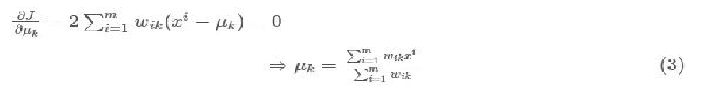 ∂J/∂μ_k = 2 ∑_{i=1}^{m} w_{ik}(x^i − μ_k) = 0
⇒ μ_k = ∑_{i=1}^{m} w_{ik}x^i / ∑_{i=1}^{m} w_{ik} (3)